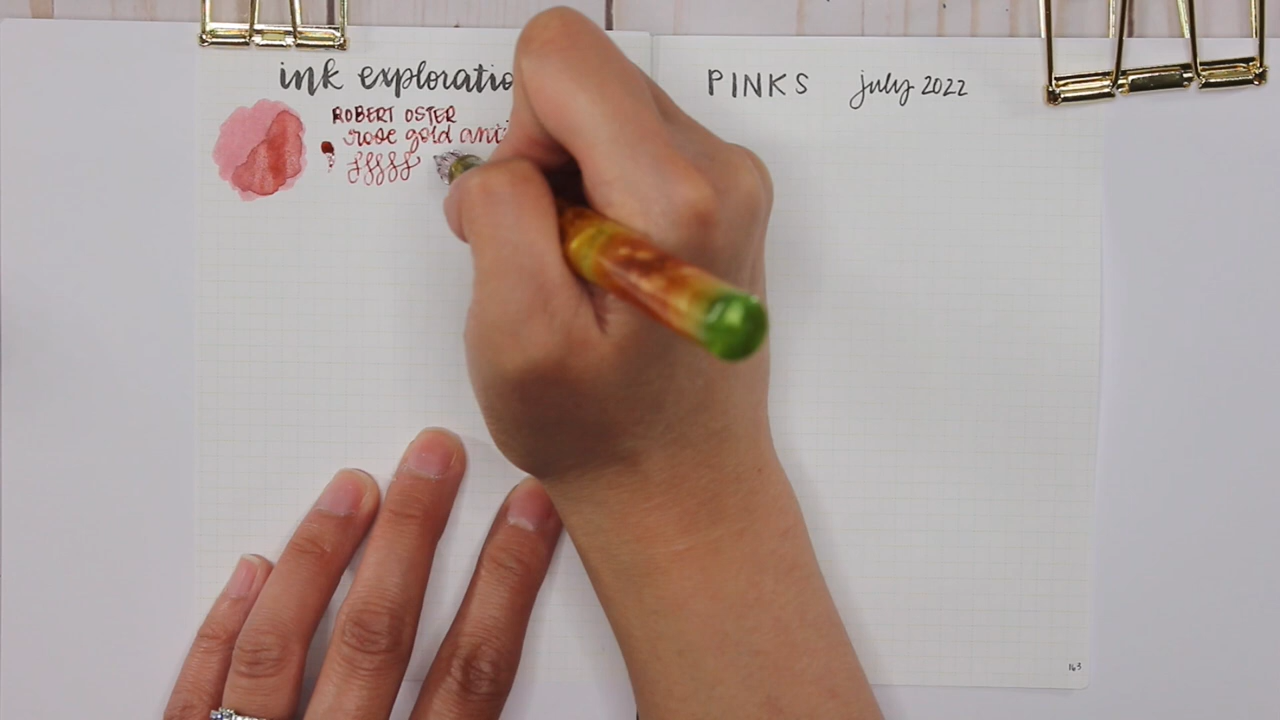 ink exploratio
PINKS july 2022
ROBERT OSTER
rose gold anti
163